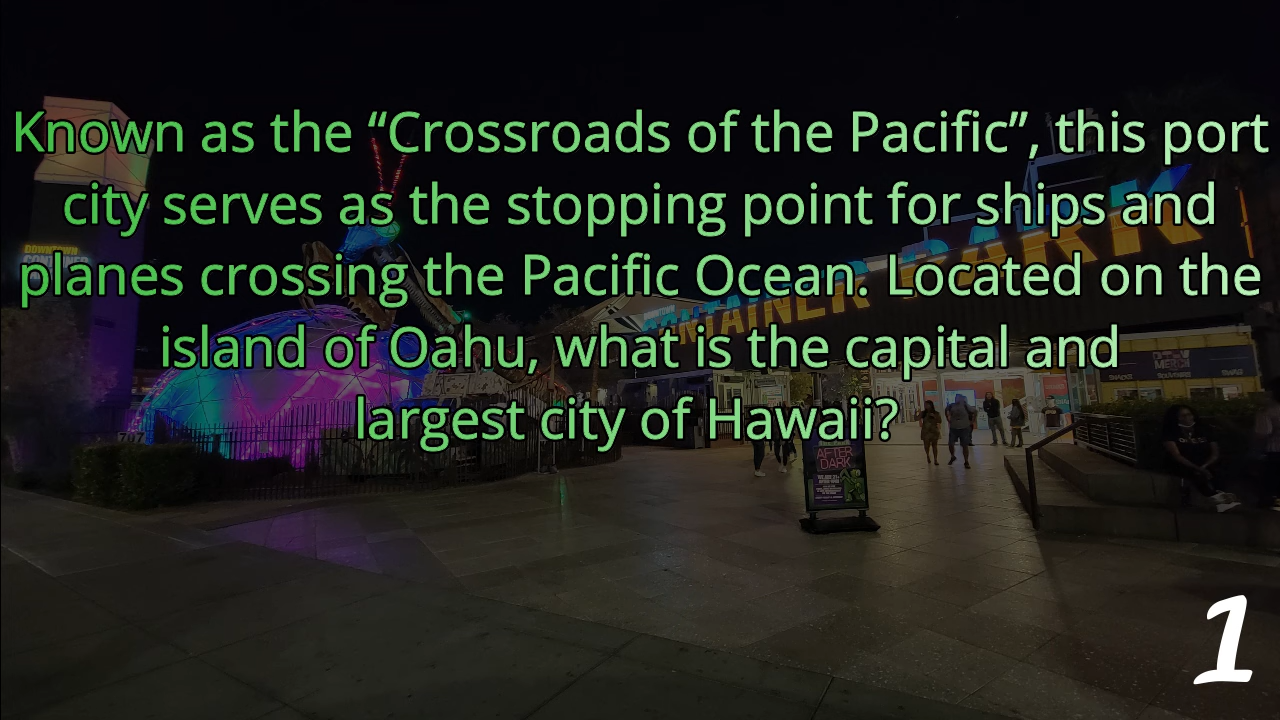 Known as the “Crossroads of the Pacific”, this port
city serves as the stopping point for ships and
planes crossing the Pacific Ocean. Located on the
island of Oahu, what is the capital and
largest city of Hawaii?
DOWNTOWN
CONTAINER
CONTAINER PARK
707
AFTER
DARK
1